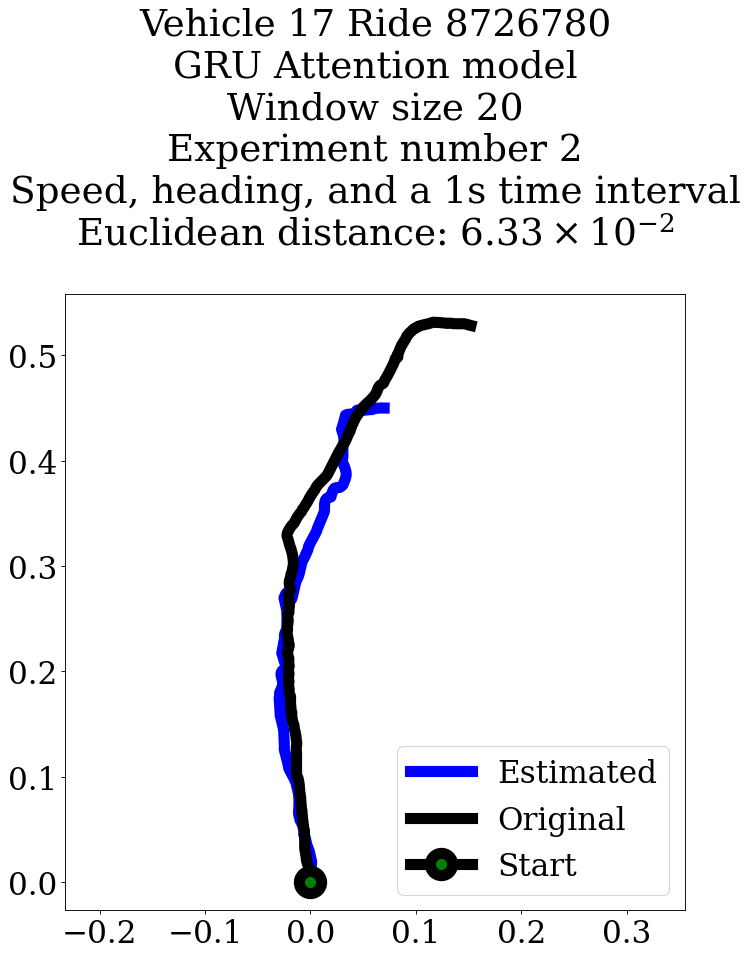 Vehicle 17 Ride 8726780
GRU Attention model
Window size 20
Experiment number 2
Speed, heading, and a 1s time interval
Euclidean distance: 6.33 × 10⁻²
0.5
0.4
0.3
0.2
0.1
0.0
Estimated
Original
Start
−0.2 −0.1 0.0 0.1 0.2 0.3